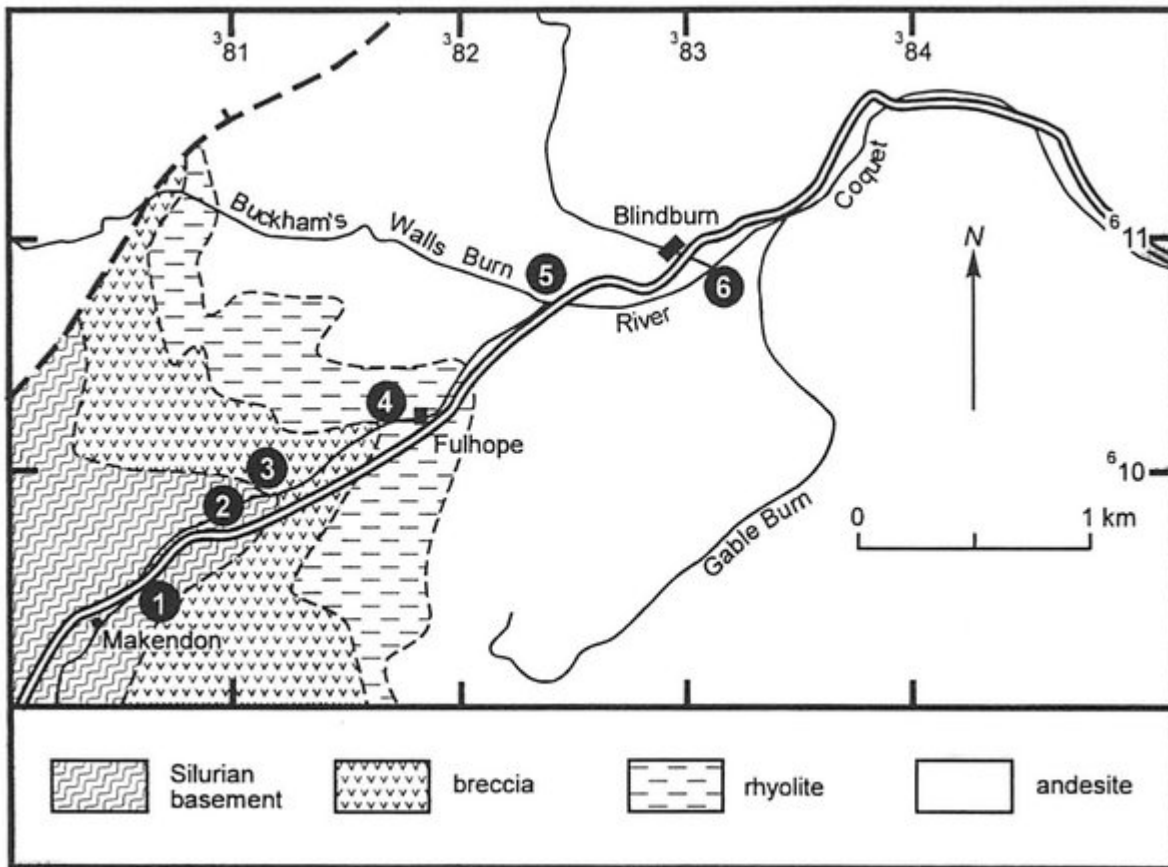 381
382
383
384
Buckham's
Walls Burn
Blindburn
Coquet
611
N
5
6
River
4
Fulhope
3
610
2
Gable Burn
0
1 km
1
Makendon
Silurian
basement
breccia
rhyolite
andesite